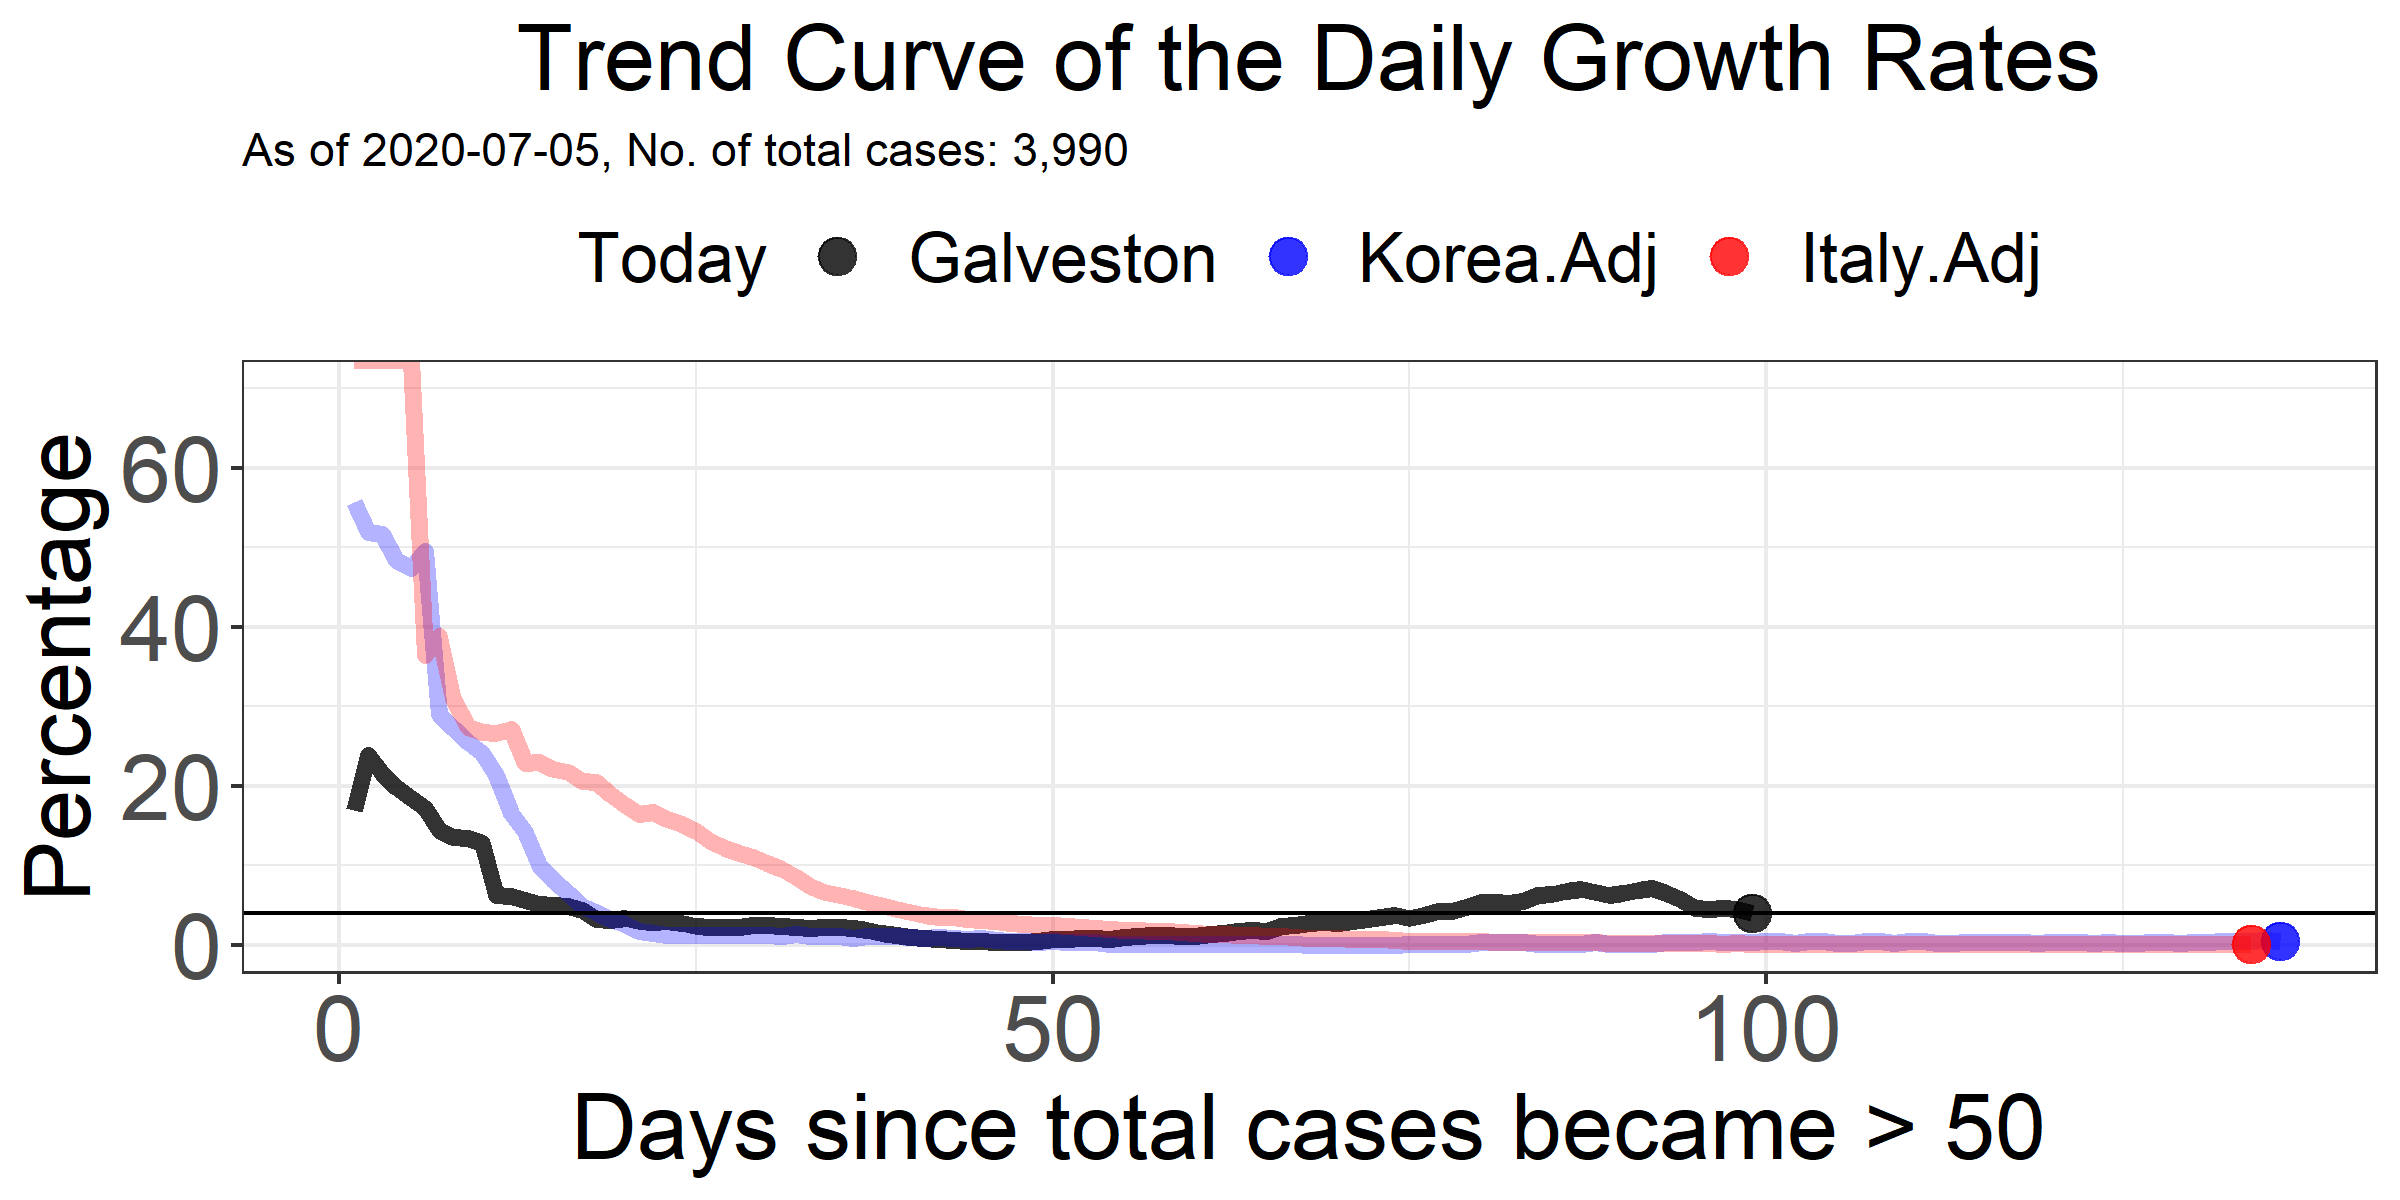 Trend Curve of the Daily Growth Rates
As of 2020-07-05, No. of total cases: 3,990
Today Galveston Korea.Adj Italy.Adj
Percentage
60
40
20
0
0 50 100
Days since total cases became > 50